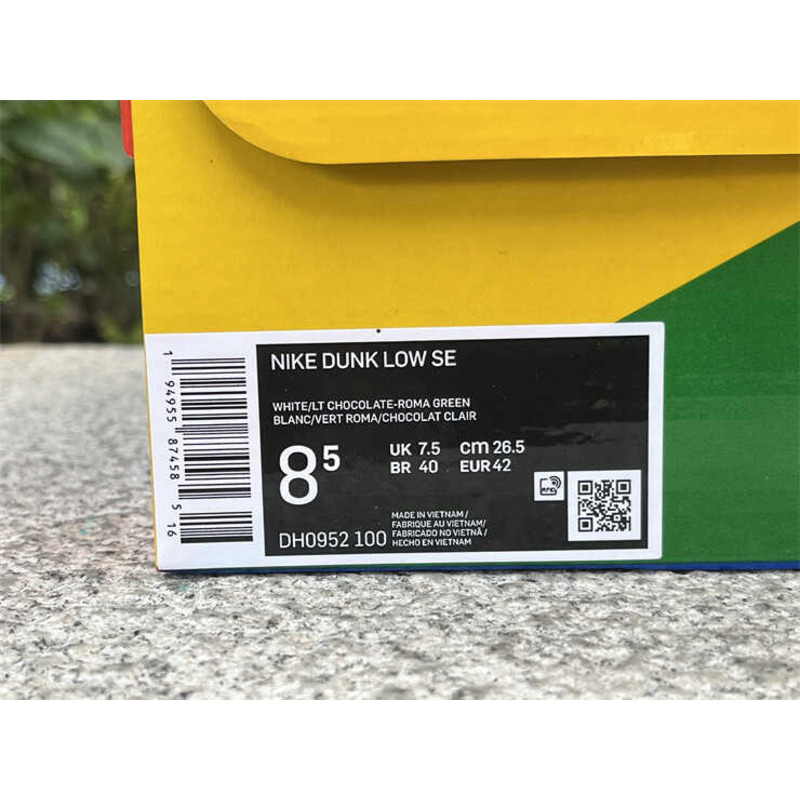 NIKE DUNK LOW SE
WHITE/LT CHOCOLATE-ROMA GREEN
BLANC/VERT ROMA/CHOCOLAT CLAIR
8 5
UK 7.5 cm 26.5
BR 40 EUR 42
DH0952 100
MADE IN VIETNAM /
FABRIQUE AU VIETNAM/
FABRICADO NO VIETNÃ /
HECHO EN VIETNAM
1 94955 87458 5 16